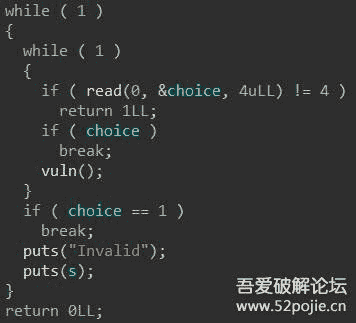 while ( 1 )
{
  while ( 1 )
  {
    if ( read(0, &choice, 4uLL) != 4 )
      return 1LL;
    if ( choice )
      break;
    vuln();
  }
  if ( choice == 1 )
    break;
  puts("Invalid");
  puts(s);
}
return 0LL;
吾爱破解论坛
www.52pojie.cn